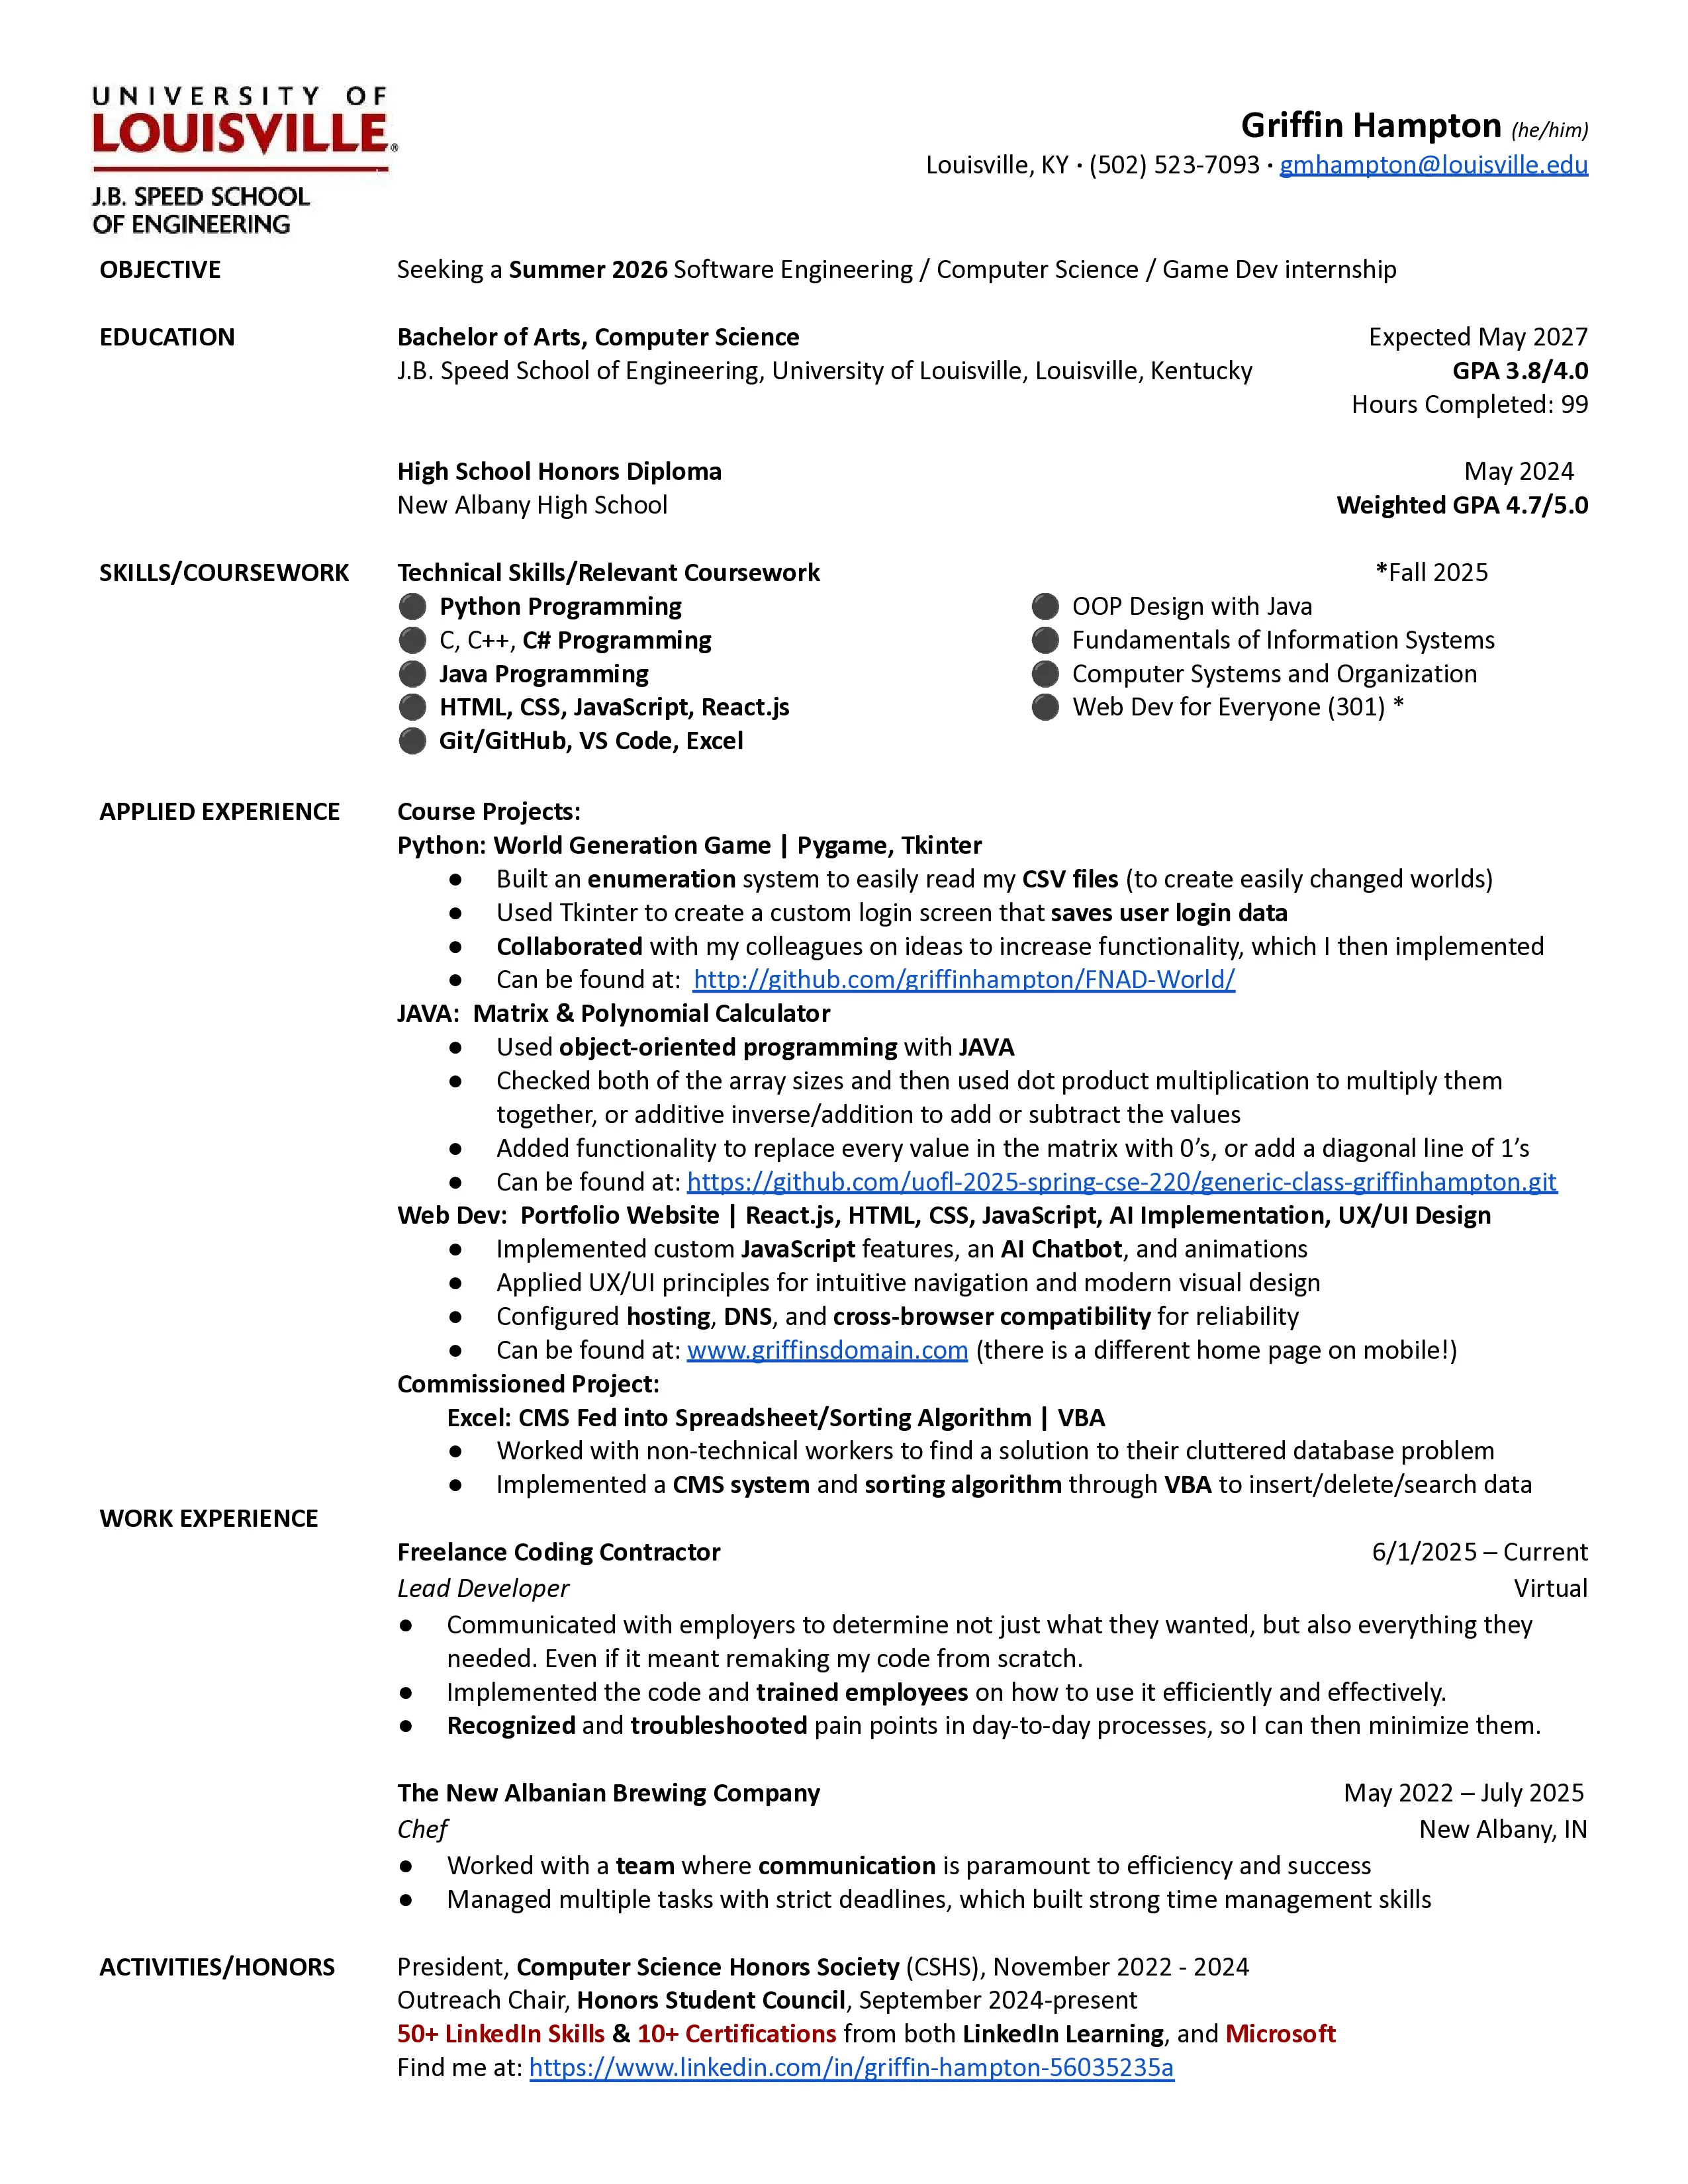 UNIVERSITY OF
LOUISVILLE®
J.B. SPEED SCHOOL
OF ENGINEERING
Griffin Hampton (he/him)
Louisville, KY · (502) 523-7093 · gmhampton@louisville.edu
OBJECTIVE Seeking a Summer 2026 Software Engineering / Computer Science / Game Dev internship
EDUCATION Bachelor of Arts, Computer Science Expected May 2027
J.B. Speed School of Engineering, University of Louisville, Louisville, Kentucky GPA 3.8/4.0
Hours Completed: 99
High School Honors Diploma May 2024
New Albany High School Weighted GPA 4.7/5.0
SKILLS/COURSEWORK Technical Skills/Relevant Coursework *Fall 2025
● Python Programming ● OOP Design with Java
● C, C++, C# Programming ● Fundamentals of Information Systems
● Java Programming ● Computer Systems and Organization
● HTML, CSS, JavaScript, React.js ● Web Dev for Everyone (301) *
● Git/GitHub, VS Code, Excel
APPLIED EXPERIENCE Course Projects:
Python: World Generation Game | Pygame, Tkinter
● Built an enumeration system to easily read my CSV files (to create easily changed worlds)
● Used Tkinter to create a custom login screen that saves user login data
● Collaborated with my colleagues on ideas to increase functionality, which I then implemented
● Can be found at: http://github.com/griffinhampton/FNAD-World/
JAVA: Matrix & Polynomial Calculator
● Used object-oriented programming with JAVA
● Checked both of the array sizes and then used dot product multiplication to multiply them
together, or additive inverse/addition to add or subtract the values
● Added functionality to replace every value in the matrix with 0’s, or add a diagonal line of 1’s
● Can be found at: https://github.com/uofl-2025-spring-cse-220/generic-class-griffinhampton.git
Web Dev: Portfolio Website | React.js, HTML, CSS, JavaScript, AI Implementation, UX/UI Design
● Implemented custom JavaScript features, an AI Chatbot, and animations
● Applied UX/UI principles for intuitive navigation and modern visual design
● Configured hosting, DNS, and cross-browser compatibility for reliability
● Can be found at: www.griffinsdomain.com (there is a different home page on mobile!)
Commissioned Project:
Excel: CMS Fed into Spreadsheet/Sorting Algorithm | VBA
● Worked with non-technical workers to find a solution to their cluttered database problem
● Implemented a CMS system and sorting algorithm through VBA to insert/delete/search data
WORK EXPERIENCE
Freelance Coding Contractor 6/1/2025 – Current
Lead Developer Virtual
● Communicated with employers to determine not just what they wanted, but also everything they
needed. Even if it meant remaking my code from scratch.
● Implemented the code and trained employees on how to use it efficiently and effectively.
● Recognized and troubleshooted pain points in day-to-day processes, so I can then minimize them.
The New Albanian Brewing Company May 2022 – July 2025
Chef New Albany, IN
● Worked with a team where communication is paramount to efficiency and success
● Managed multiple tasks with strict deadlines, which built strong time management skills
ACTIVITIES/HONORS President, Computer Science Honors Society (CSHS), November 2022 - 2024
Outreach Chair, Honors Student Council, September 2024-present
50+ LinkedIn Skills & 10+ Certifications from both LinkedIn Learning, and Microsoft
Find me at: https://www.linkedin.com/in/griffin-hampton-56035235a